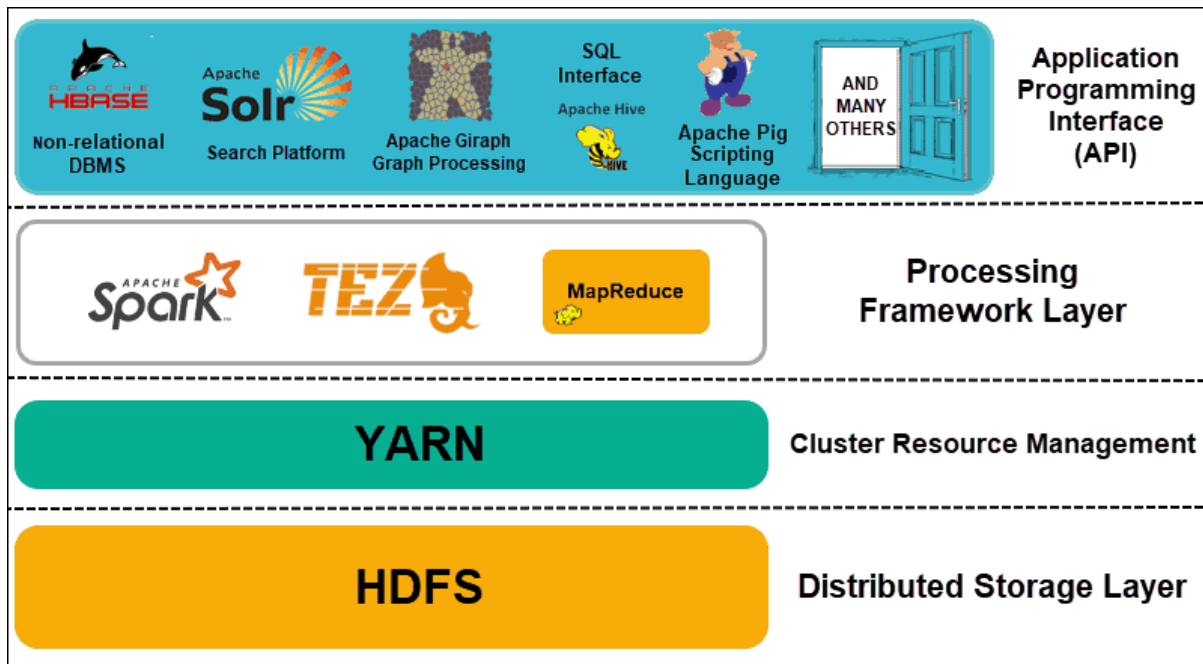 APACHE
HBASE
Non-relational
DBMS
Apache
Solr
Search Platform
Apache Giraph
Graph Processing
SQL
Interface
Apache Hive
HIVE
Apache Pig
Scripting
Language
AND
MANY
OTHERS
Application
Programming
Interface
(API)
APACHE
Spark
TM
TEZ
MapReduce
Processing
Framework Layer
YARN
Cluster Resource Management
HDFS
Distributed Storage Layer